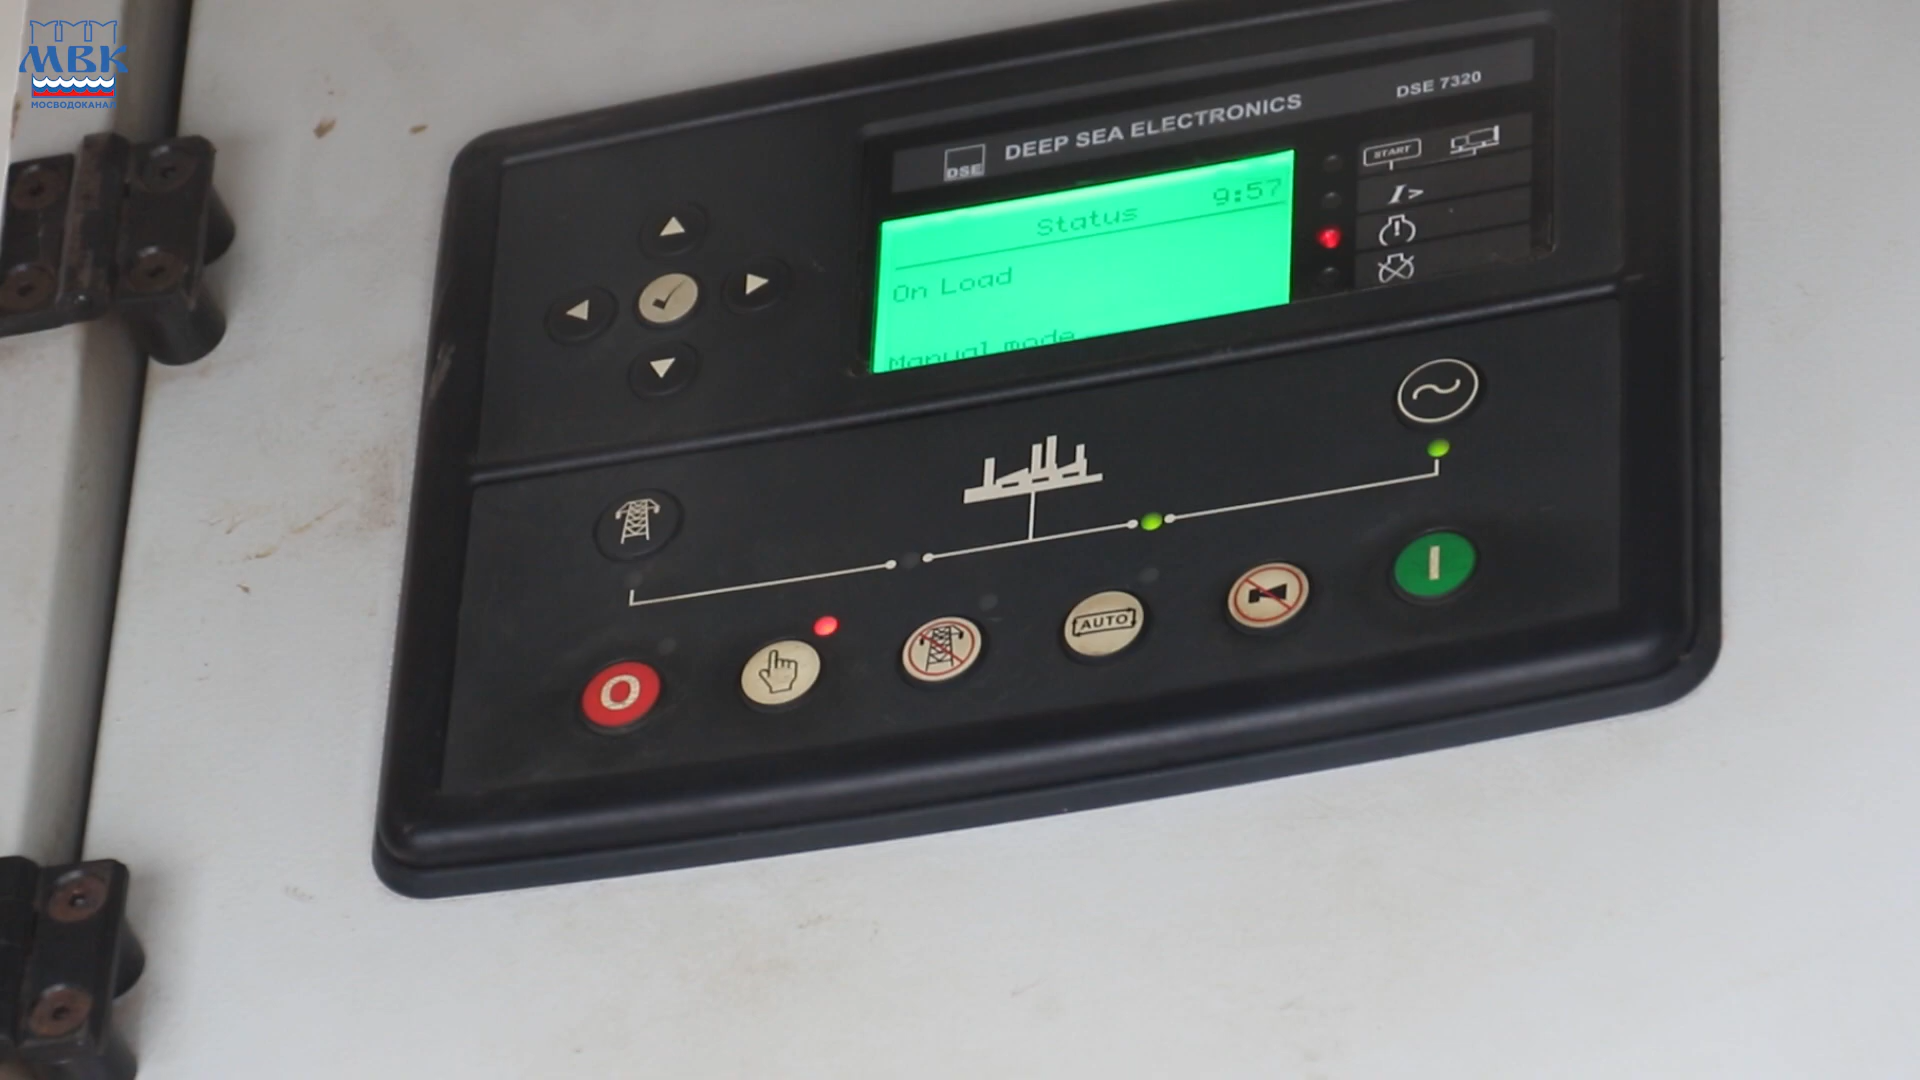 МВК
МОСВОДОКАНАЛ
DSE
DEEP SEA ELECTRONICS
DSE 7320
Status 9:57
On Load
Manual mode
START
I>
AUTO
O
I